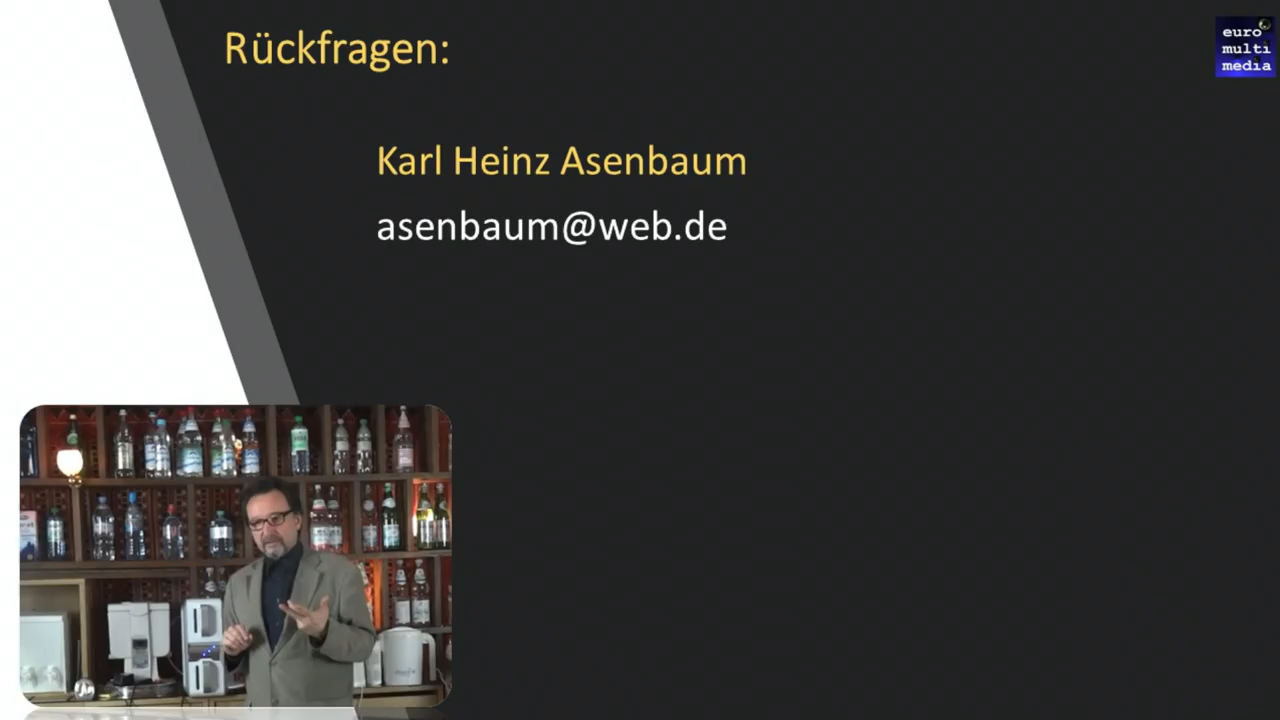 Rückfragen:
euro
multi
media
Karl Heinz Asenbaum
asenbaum@web.de